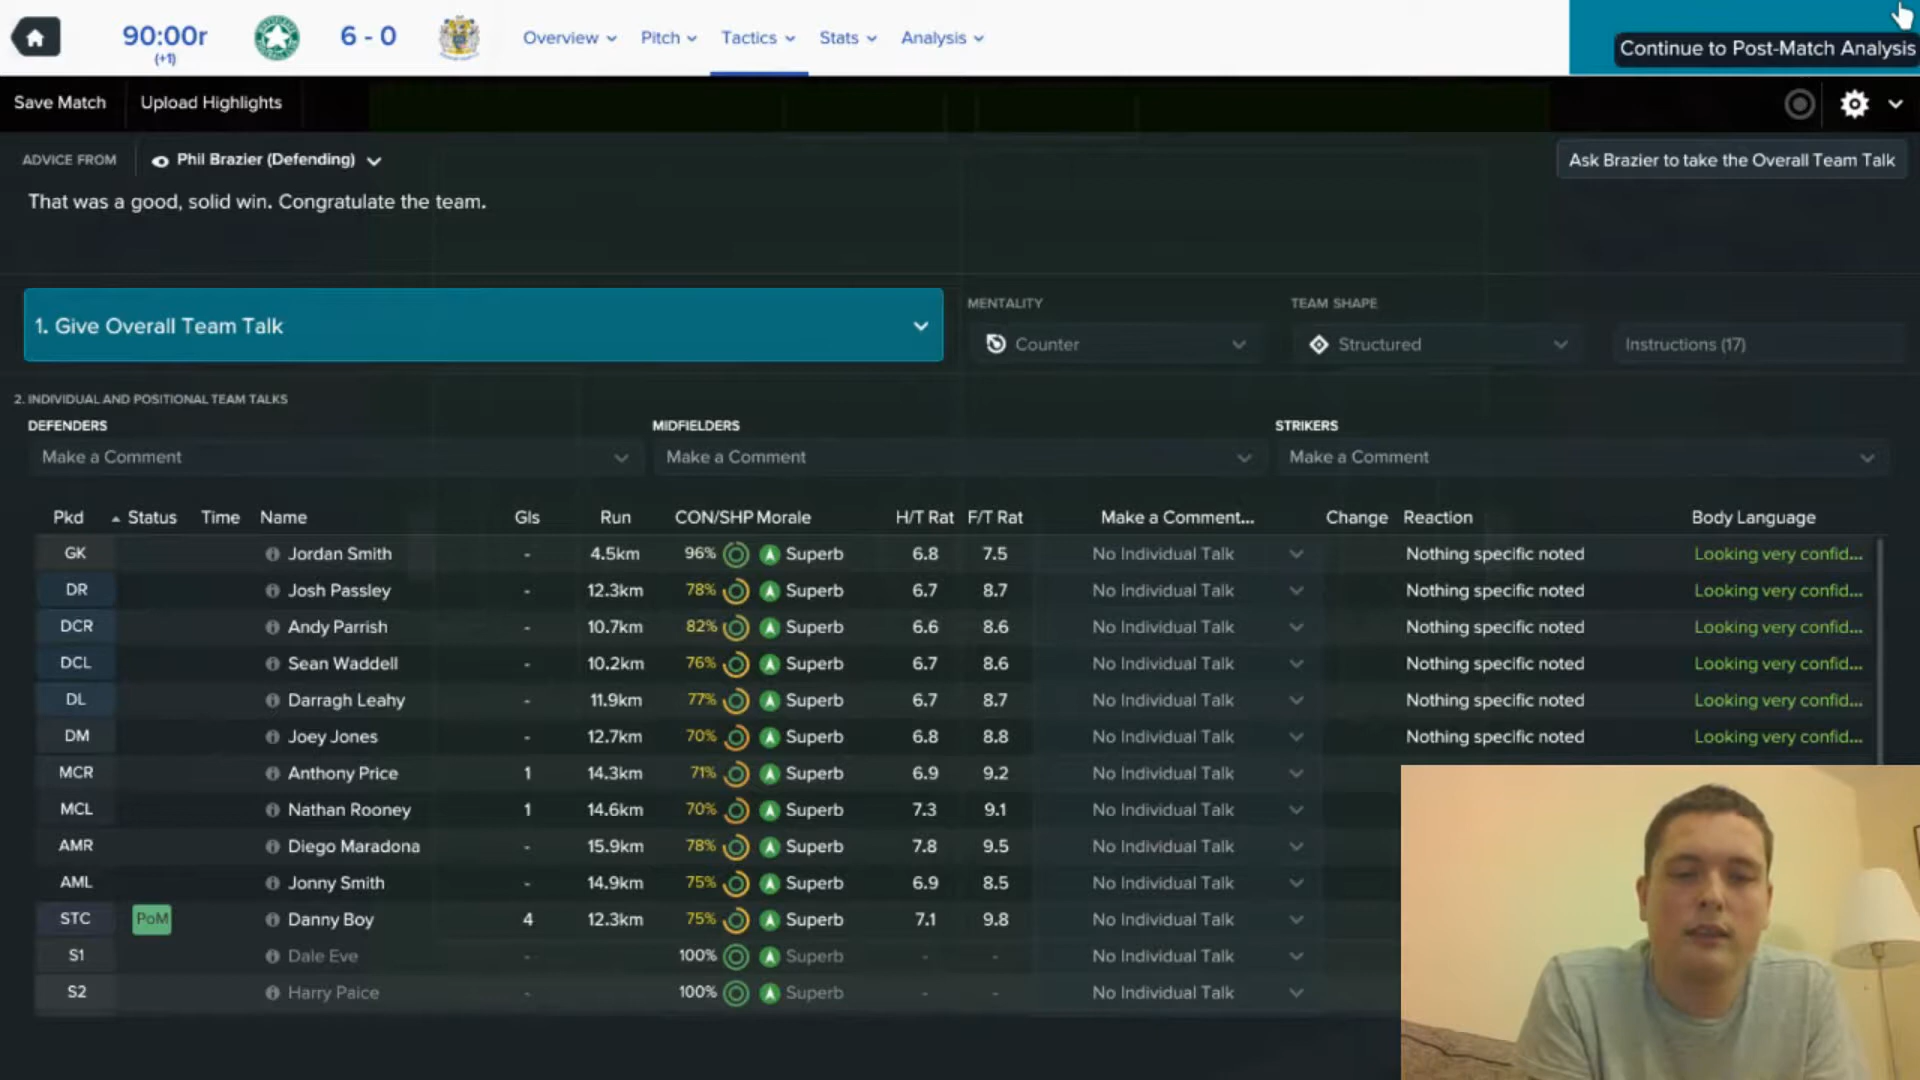 90:00r
(+1)
6 - 0
Overview
Pitch
Tactics
Stats
Analysis
Continue to Post-Match Analysis
Save Match
Upload Highlights
ADVICE FROM
Phil Brazier (Defending)
Ask Brazier to take the Overall Team Talk
That was a good, solid win. Congratulate the team.
1. Give Overall Team Talk
MENTALITY
TEAM SHAPE
Counter
Structured
Instructions (17)
2. INDIVIDUAL AND POSITIONAL TEAM TALKS
DEFENDERS
MIDFIELDERS
STRIKERS
Make a Comment
Make a Comment
Make a Comment
Pkd Status Time Name Gls Run CON/SHP Morale H/T Rat F/T Rat Make a Comment... Change Reaction Body Language
GK Jordan Smith - 4.5km 96% Superb 6.8 7.5 No Individual Talk Nothing specific noted Looking very confid...
DR Josh Passley - 12.3km 78% Superb 6.7 8.7 No Individual Talk Nothing specific noted Looking very confid...
DCR Andy Parrish - 10.7km 82% Superb 6.6 8.6 No Individual Talk Nothing specific noted Looking very confid...
DCL Sean Waddell - 10.2km 76% Superb 6.7 8.6 No Individual Talk Nothing specific noted Looking very confid...
DL Darragh Leahy - 11.9km 77% Superb 6.7 8.7 No Individual Talk Nothing specific noted Looking very confid...
DM Joey Jones - 12.7km 70% Superb 6.8 8.8 No Individual Talk Nothing specific noted Looking very confid...
MCR Anthony Price 1 14.3km 71% Superb 6.9 9.2 No Individual Talk
MCL Nathan Rooney 1 14.6km 70% Superb 7.3 9.1 No Individual Talk
AMR Diego Maradona - 15.9km 78% Superb 7.8 9.5 No Individual Talk
AML Jonny Smith - 14.9km 75% Superb 6.9 8.5 No Individual Talk
STC PoM Danny Boy 4 12.3km 75% Superb 7.1 9.8 No Individual Talk
S1 Dale Eve - 100% Superb - - No Individual Talk
S2 Harry Paice - 100% Superb - - No Individual Talk